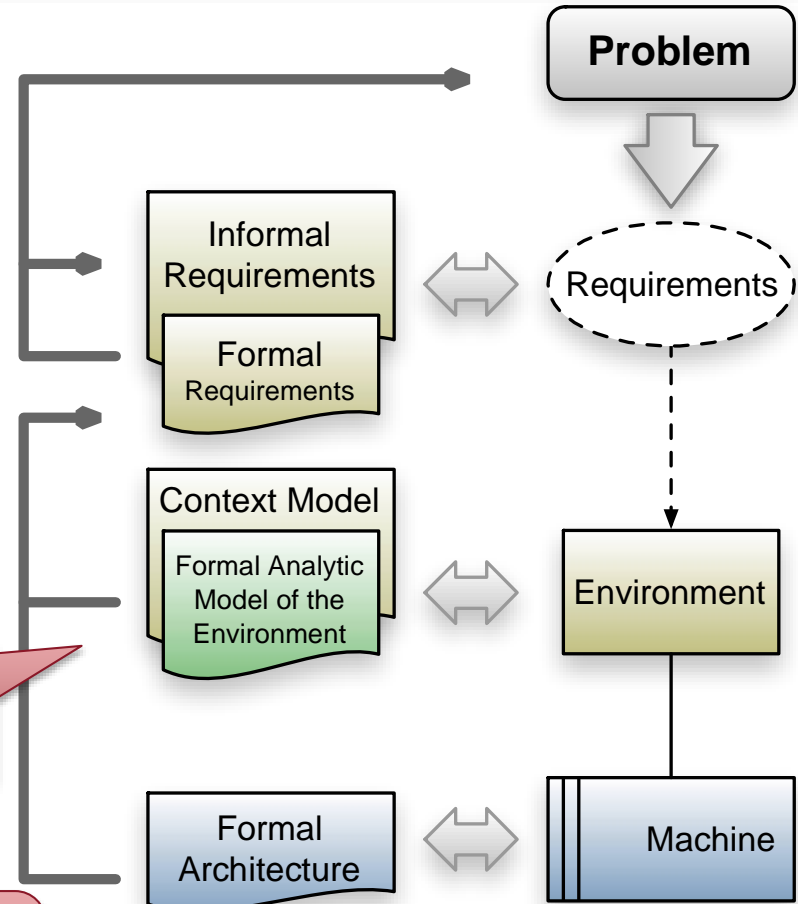 Problem
Informal
Requirements
Requirements
Formal
Requirements
Context Model
Formal Analytic
Model of the
Environment
Environment
Formal
Architecture
Machine